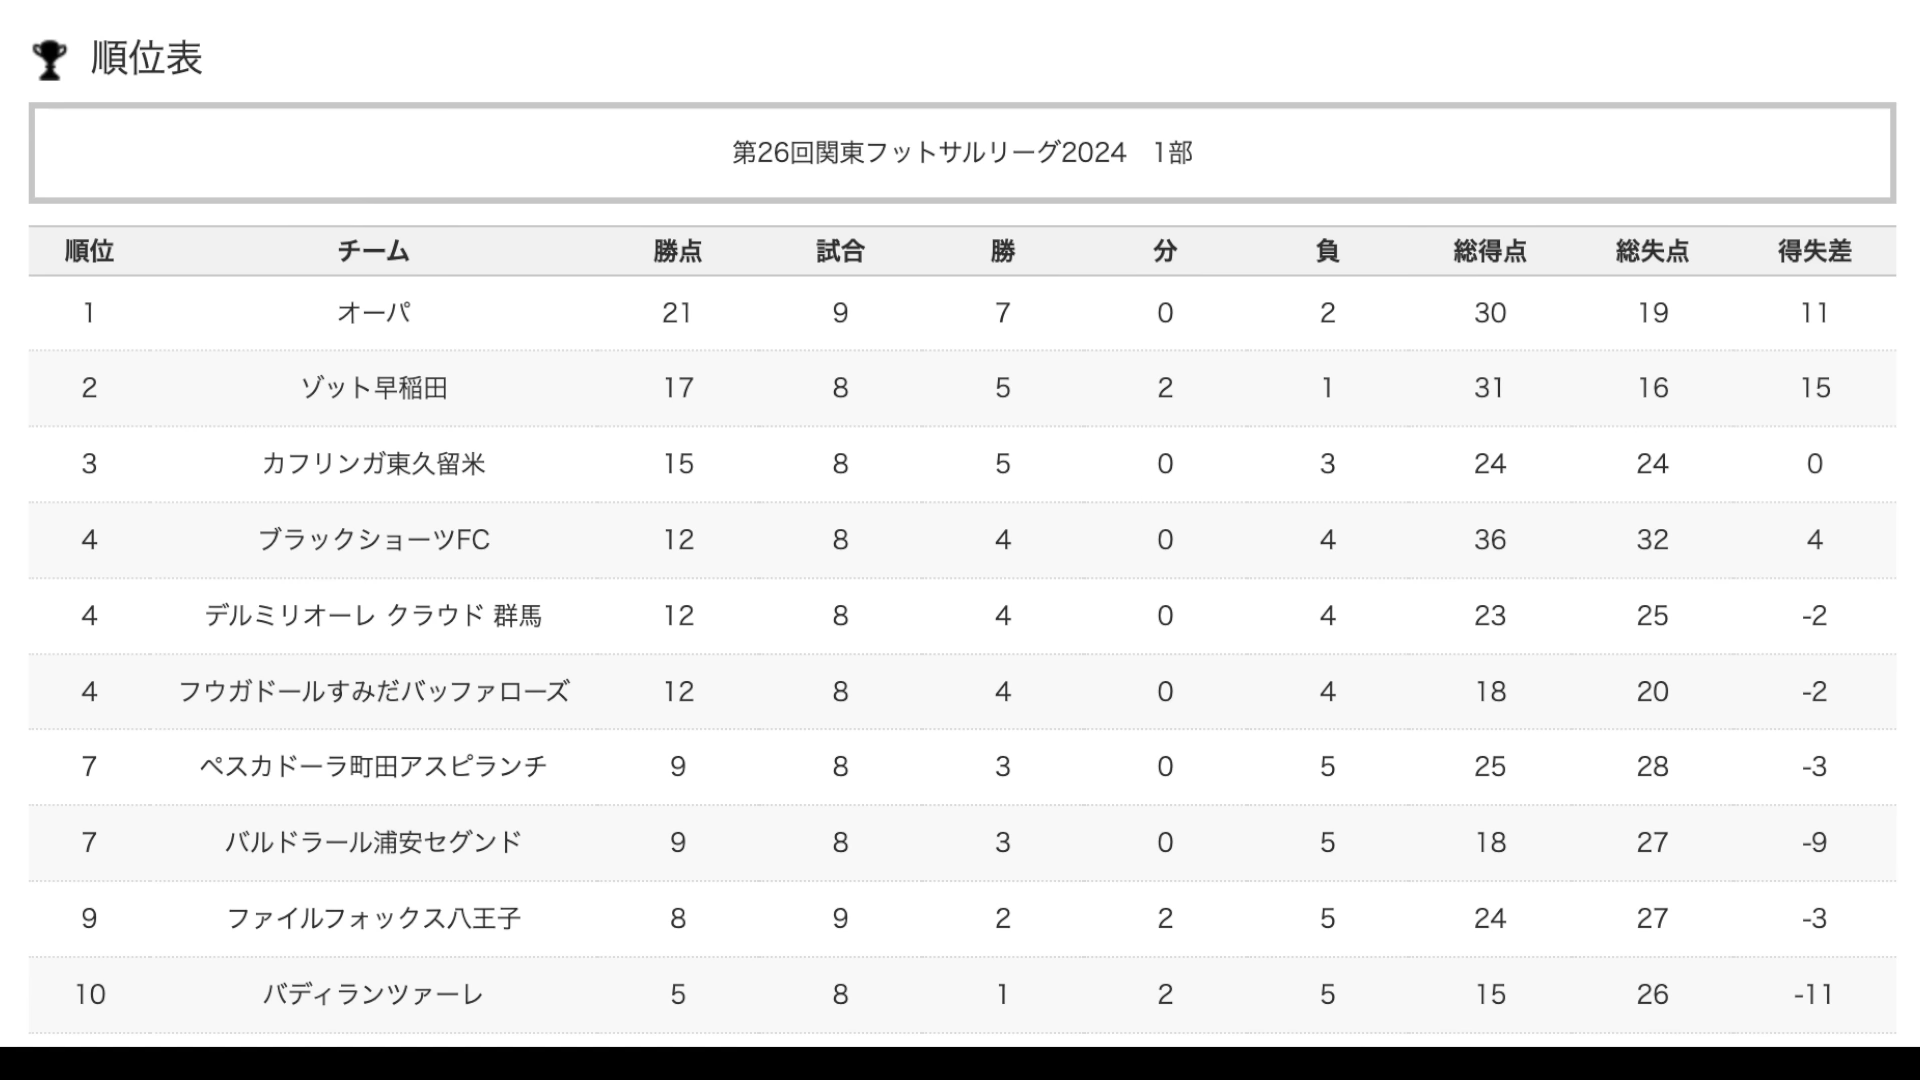 順位表
第26回関東フットサルリーグ2024　1部
順位 チーム 勝点 試合 勝 分 負 総得点 総失点 得失差
1 オーパ 21 9 7 0 2 30 19 11
2 ゾット早稲田 17 8 5 2 1 31 16 15
3 カフリンガ東久留米 15 8 5 0 3 24 24 0
4 ブラックショーツFC 12 8 4 0 4 36 32 4
4 デルミリオーレ クラウド 群馬 12 8 4 0 4 23 25 -2
4 フウガドールすみだバッファローズ 12 8 4 0 4 18 20 -2
7 ペスカドーラ町田アスピランチ 9 8 3 0 5 25 28 -3
7 バルドラール浦安セグンド 9 8 3 0 5 18 27 -9
9 ファイルフォックス八王子 8 9 2 2 5 24 27 -3
10 バディランツァーレ 5 8 1 2 5 15 26 -11